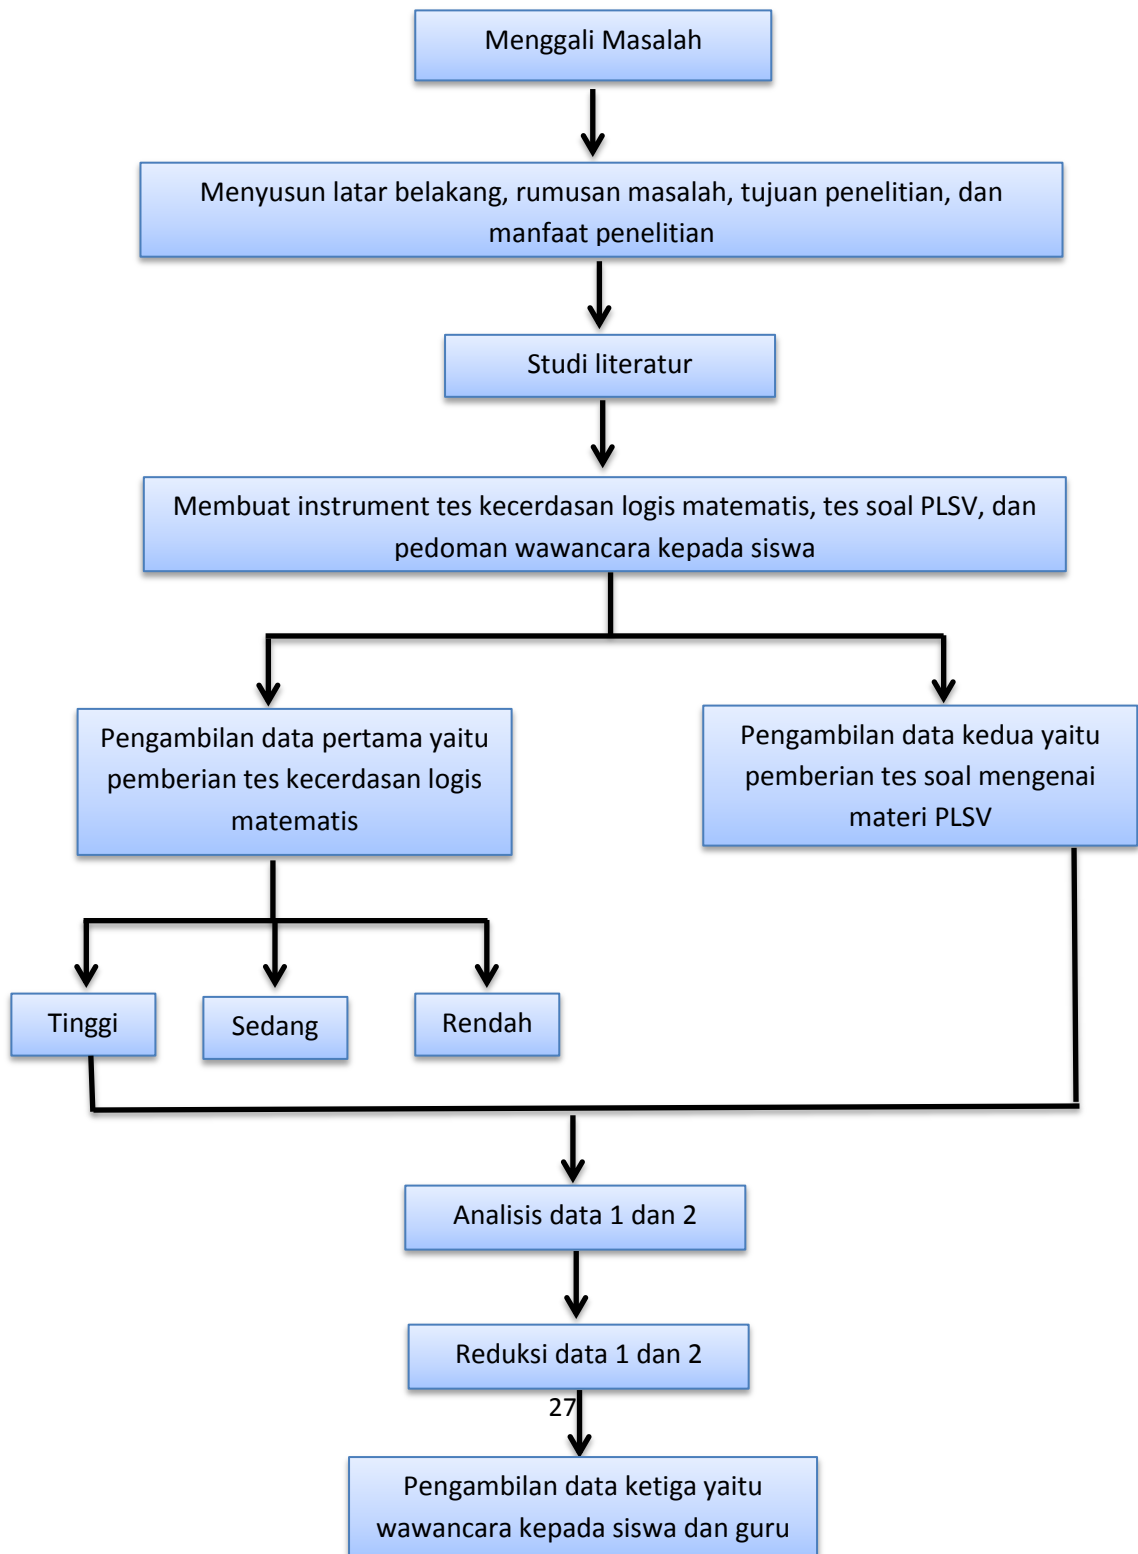 Menggali Masalah
Menyusun latar belakang, rumusan masalah, tujuan penelitian, dan
manfaat penelitian
Studi literatur
Membuat instrument tes kecerdasan logis matematis, tes soal PLSV, dan
pedoman wawancara kepada siswa
Pengambilan data pertama yaitu
pemberian tes kecerdasan logis
matematis
Pengambilan data kedua yaitu
pemberian tes soal mengenai
materi PLSV
Tinggi
Sedang
Rendah
Analisis data 1 dan 2
Reduksi data 1 dan 2
27
Pengambilan data ketiga yaitu
wawancara kepada siswa dan guru